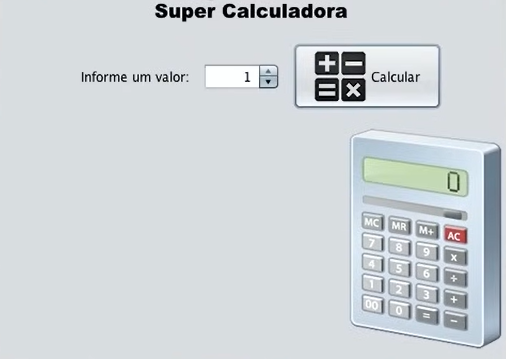 Super Calculadora
Informe um valor:
1
Calcular
0
MC MR M+ AC
7 8 9 x
4 5 6 ÷
1 2 3 +
00 0 = −